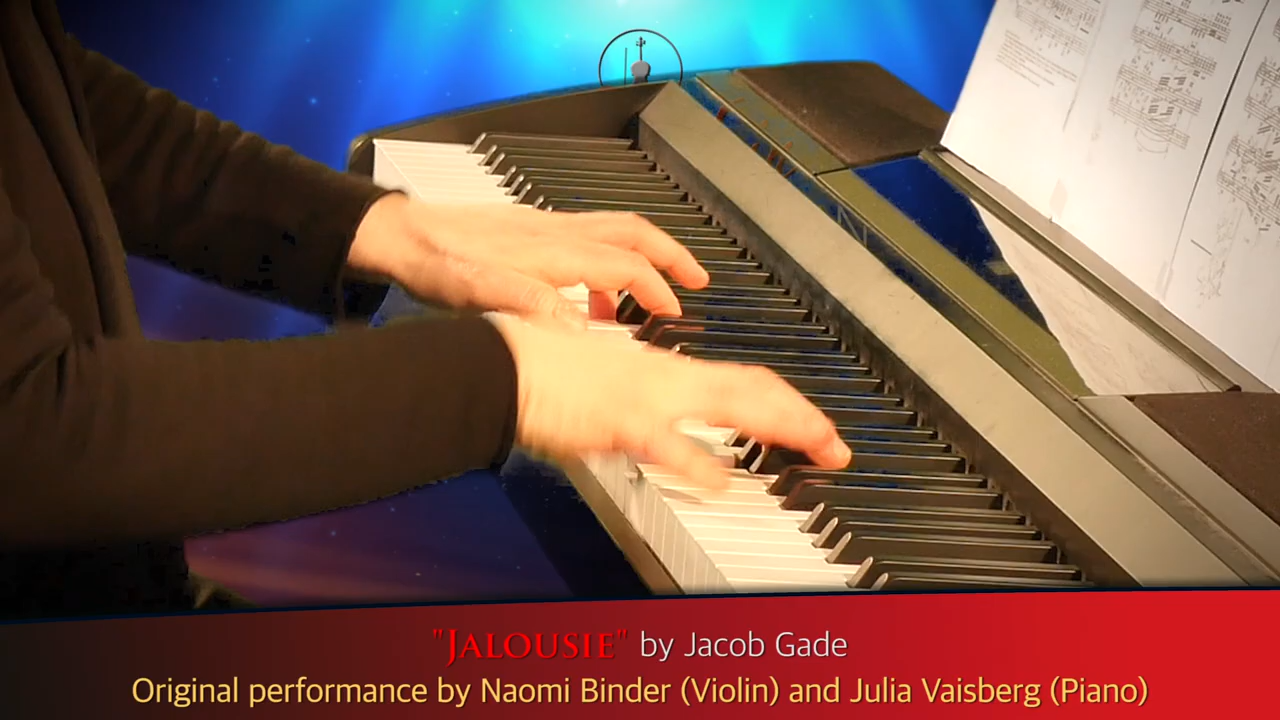 "Jalousie" by Jacob Gade
Original performance by Naomi Binder (Violin) and Julia Vaisberg (Piano)